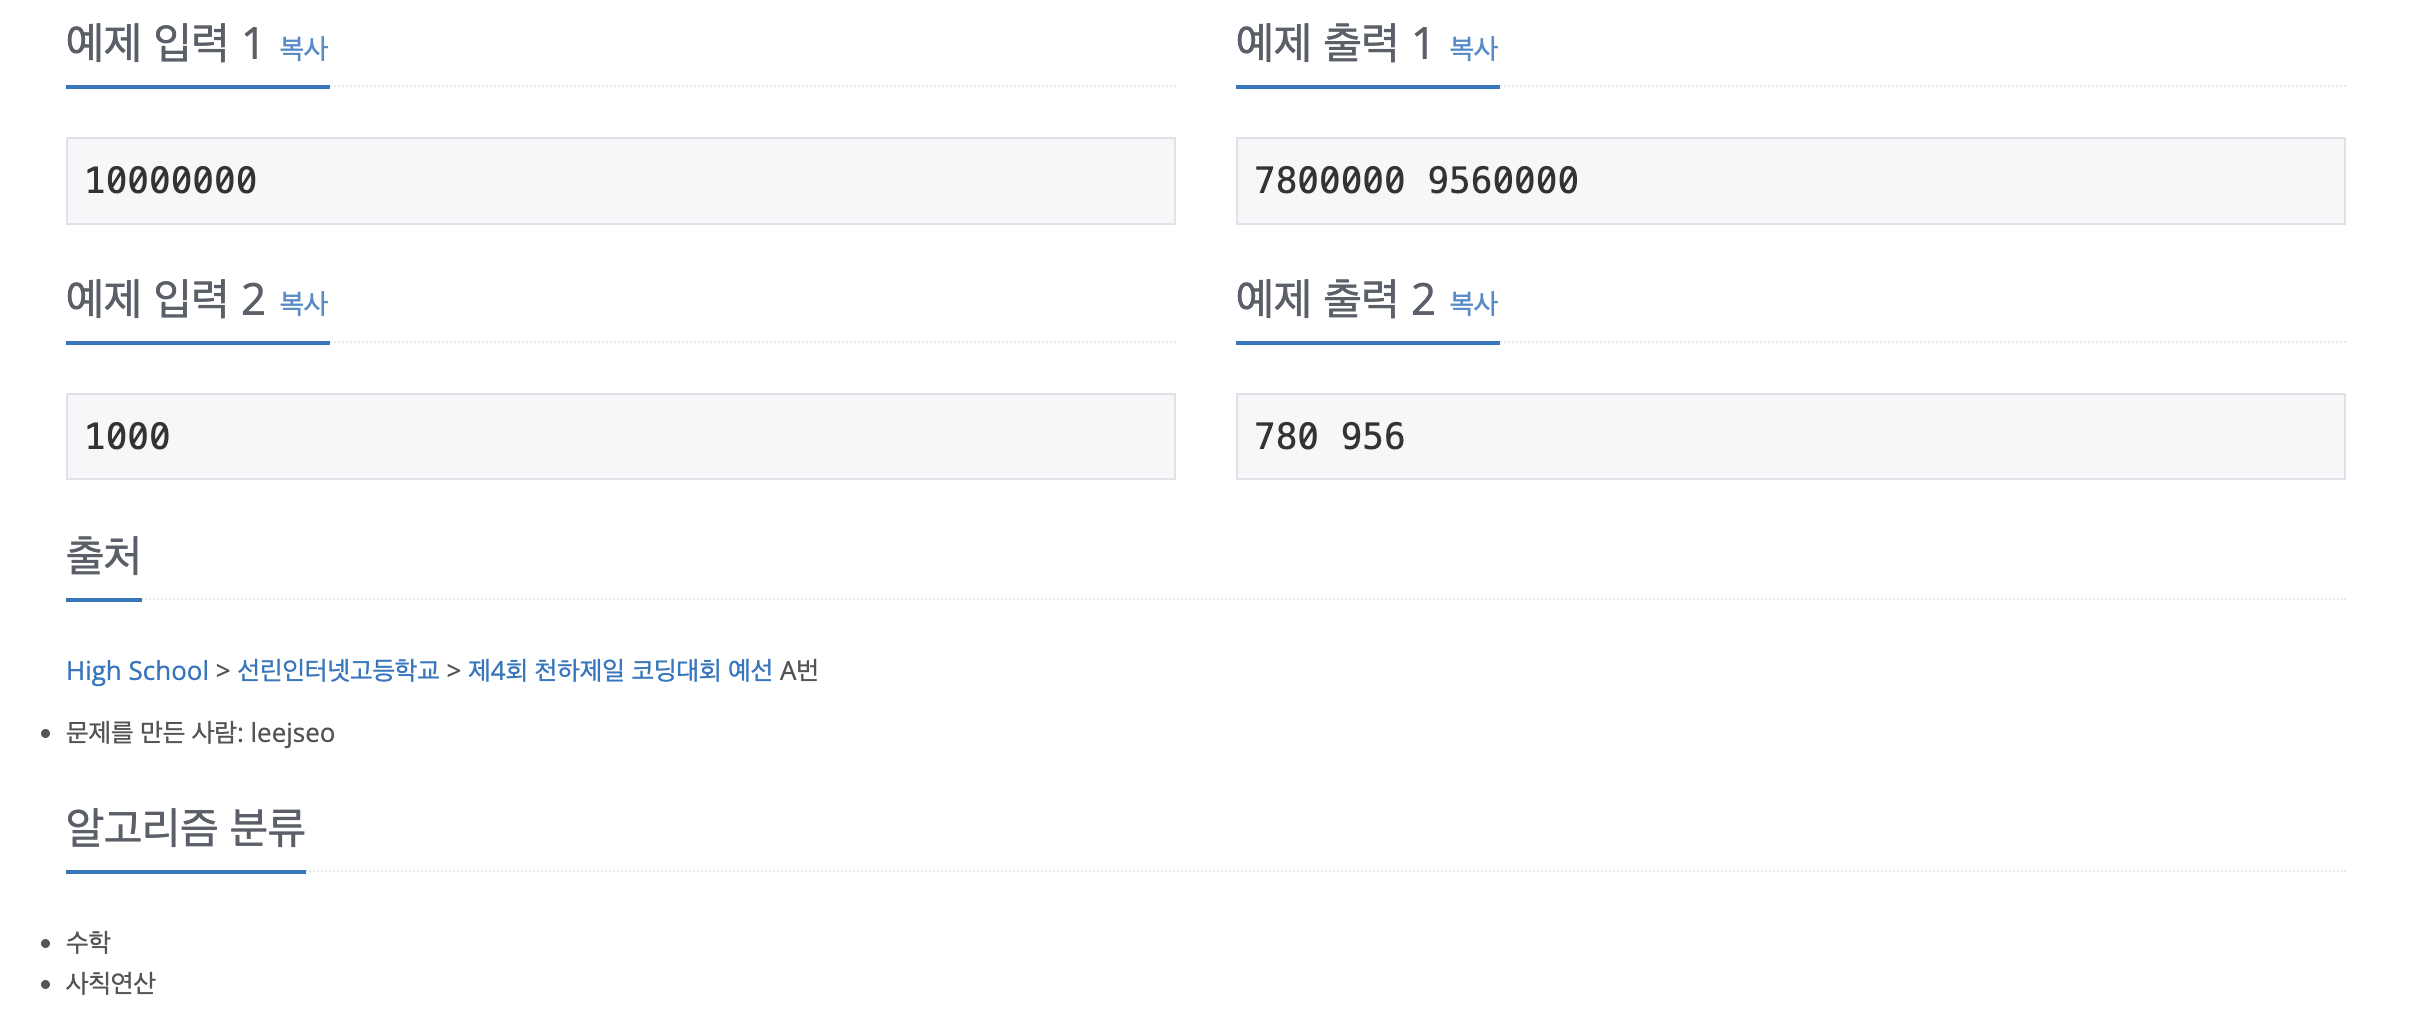 예제 입력 1 복사
예제 출력 1 복사
10000000
7800000 9560000
예제 입력 2 복사
예제 출력 2 복사
1000
780 956
출처
High School > 선린인터넷고등학교 > 제4회 천하제일 코딩대회 예선 A번
• 문제를 만든 사람: leejseo
알고리즘 분류
• 수학
• 사칙연산